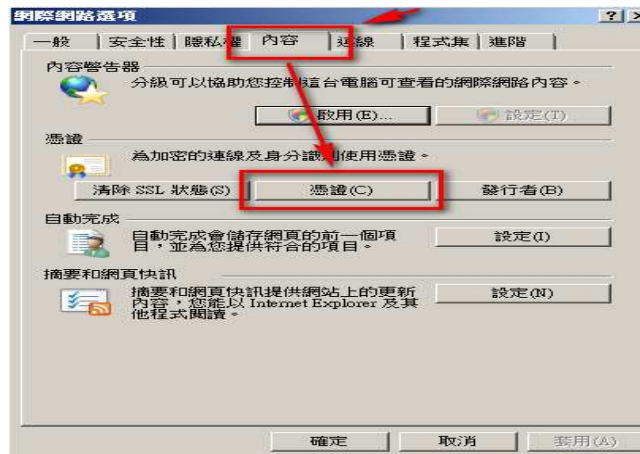 網際網路選項
一般 安全性 隱私權 內容 連線 程式集 進階
內容警告器
分級可以協助您控制這台電腦可查看的網際網路內容。
啟用(E)... 設定(T)
憑證
為加密的連線及身分識別使用憑證。
清除 SSL 狀態(S) 憑證(C) 發行者(B)
自動完成
自動完成會儲存網頁的前一個項
目，並為您提供符合的項目。
設定(I)
摘要和網頁快訊
摘要和網頁快訊提供網站上的更新
內容，您能以 Internet Explorer 及其
他程式閱讀。
設定(N)
確定 取消 套用(A)